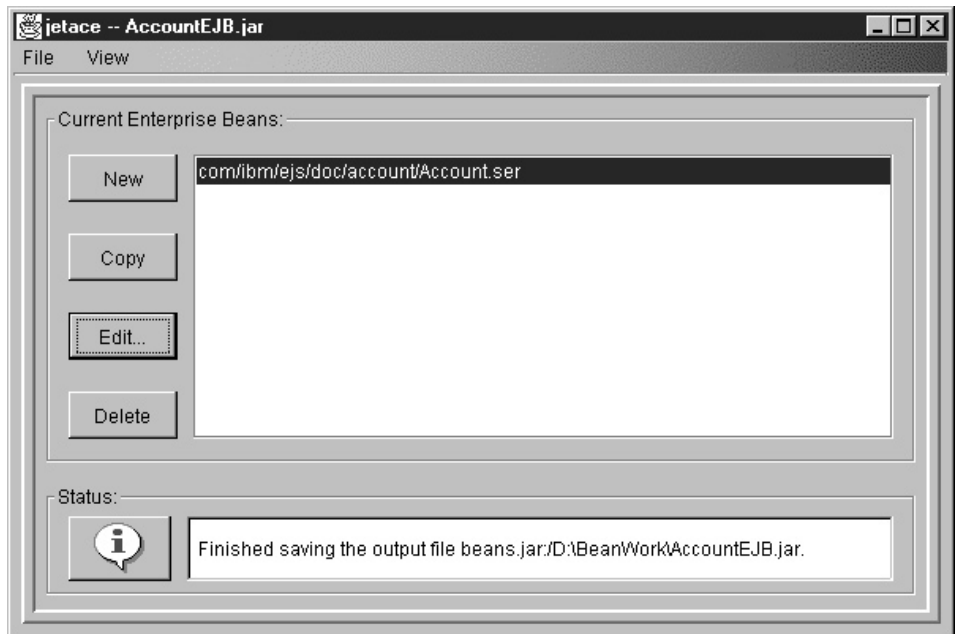 jetace -- AccountEJB.jar
File View
Current Enterprise Beans:
New
com/ibm/ejs/doc/account/Account.ser
Copy
Edit...
Delete
Status:
Finished saving the output file beans.jar:/D:\BeanWork\AccountEJB.jar.